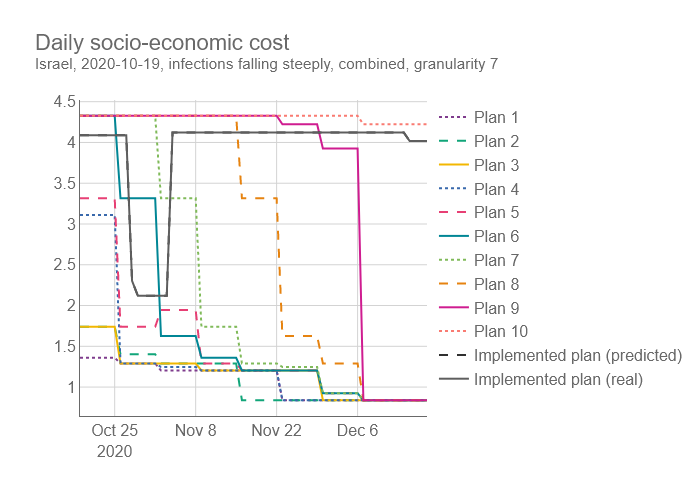 Daily socio-economic cost
Israel, 2020-10-19, infections falling steeply, combined, granularity 7
4.5
4
3.5
3
2.5
2
1.5
1
Oct 25
2020
Nov 8
Nov 22
Dec 6
Plan 1
Plan 2
Plan 3
Plan 4
Plan 5
Plan 6
Plan 7
Plan 8
Plan 9
Plan 10
Implemented plan (predicted)
Implemented plan (real)